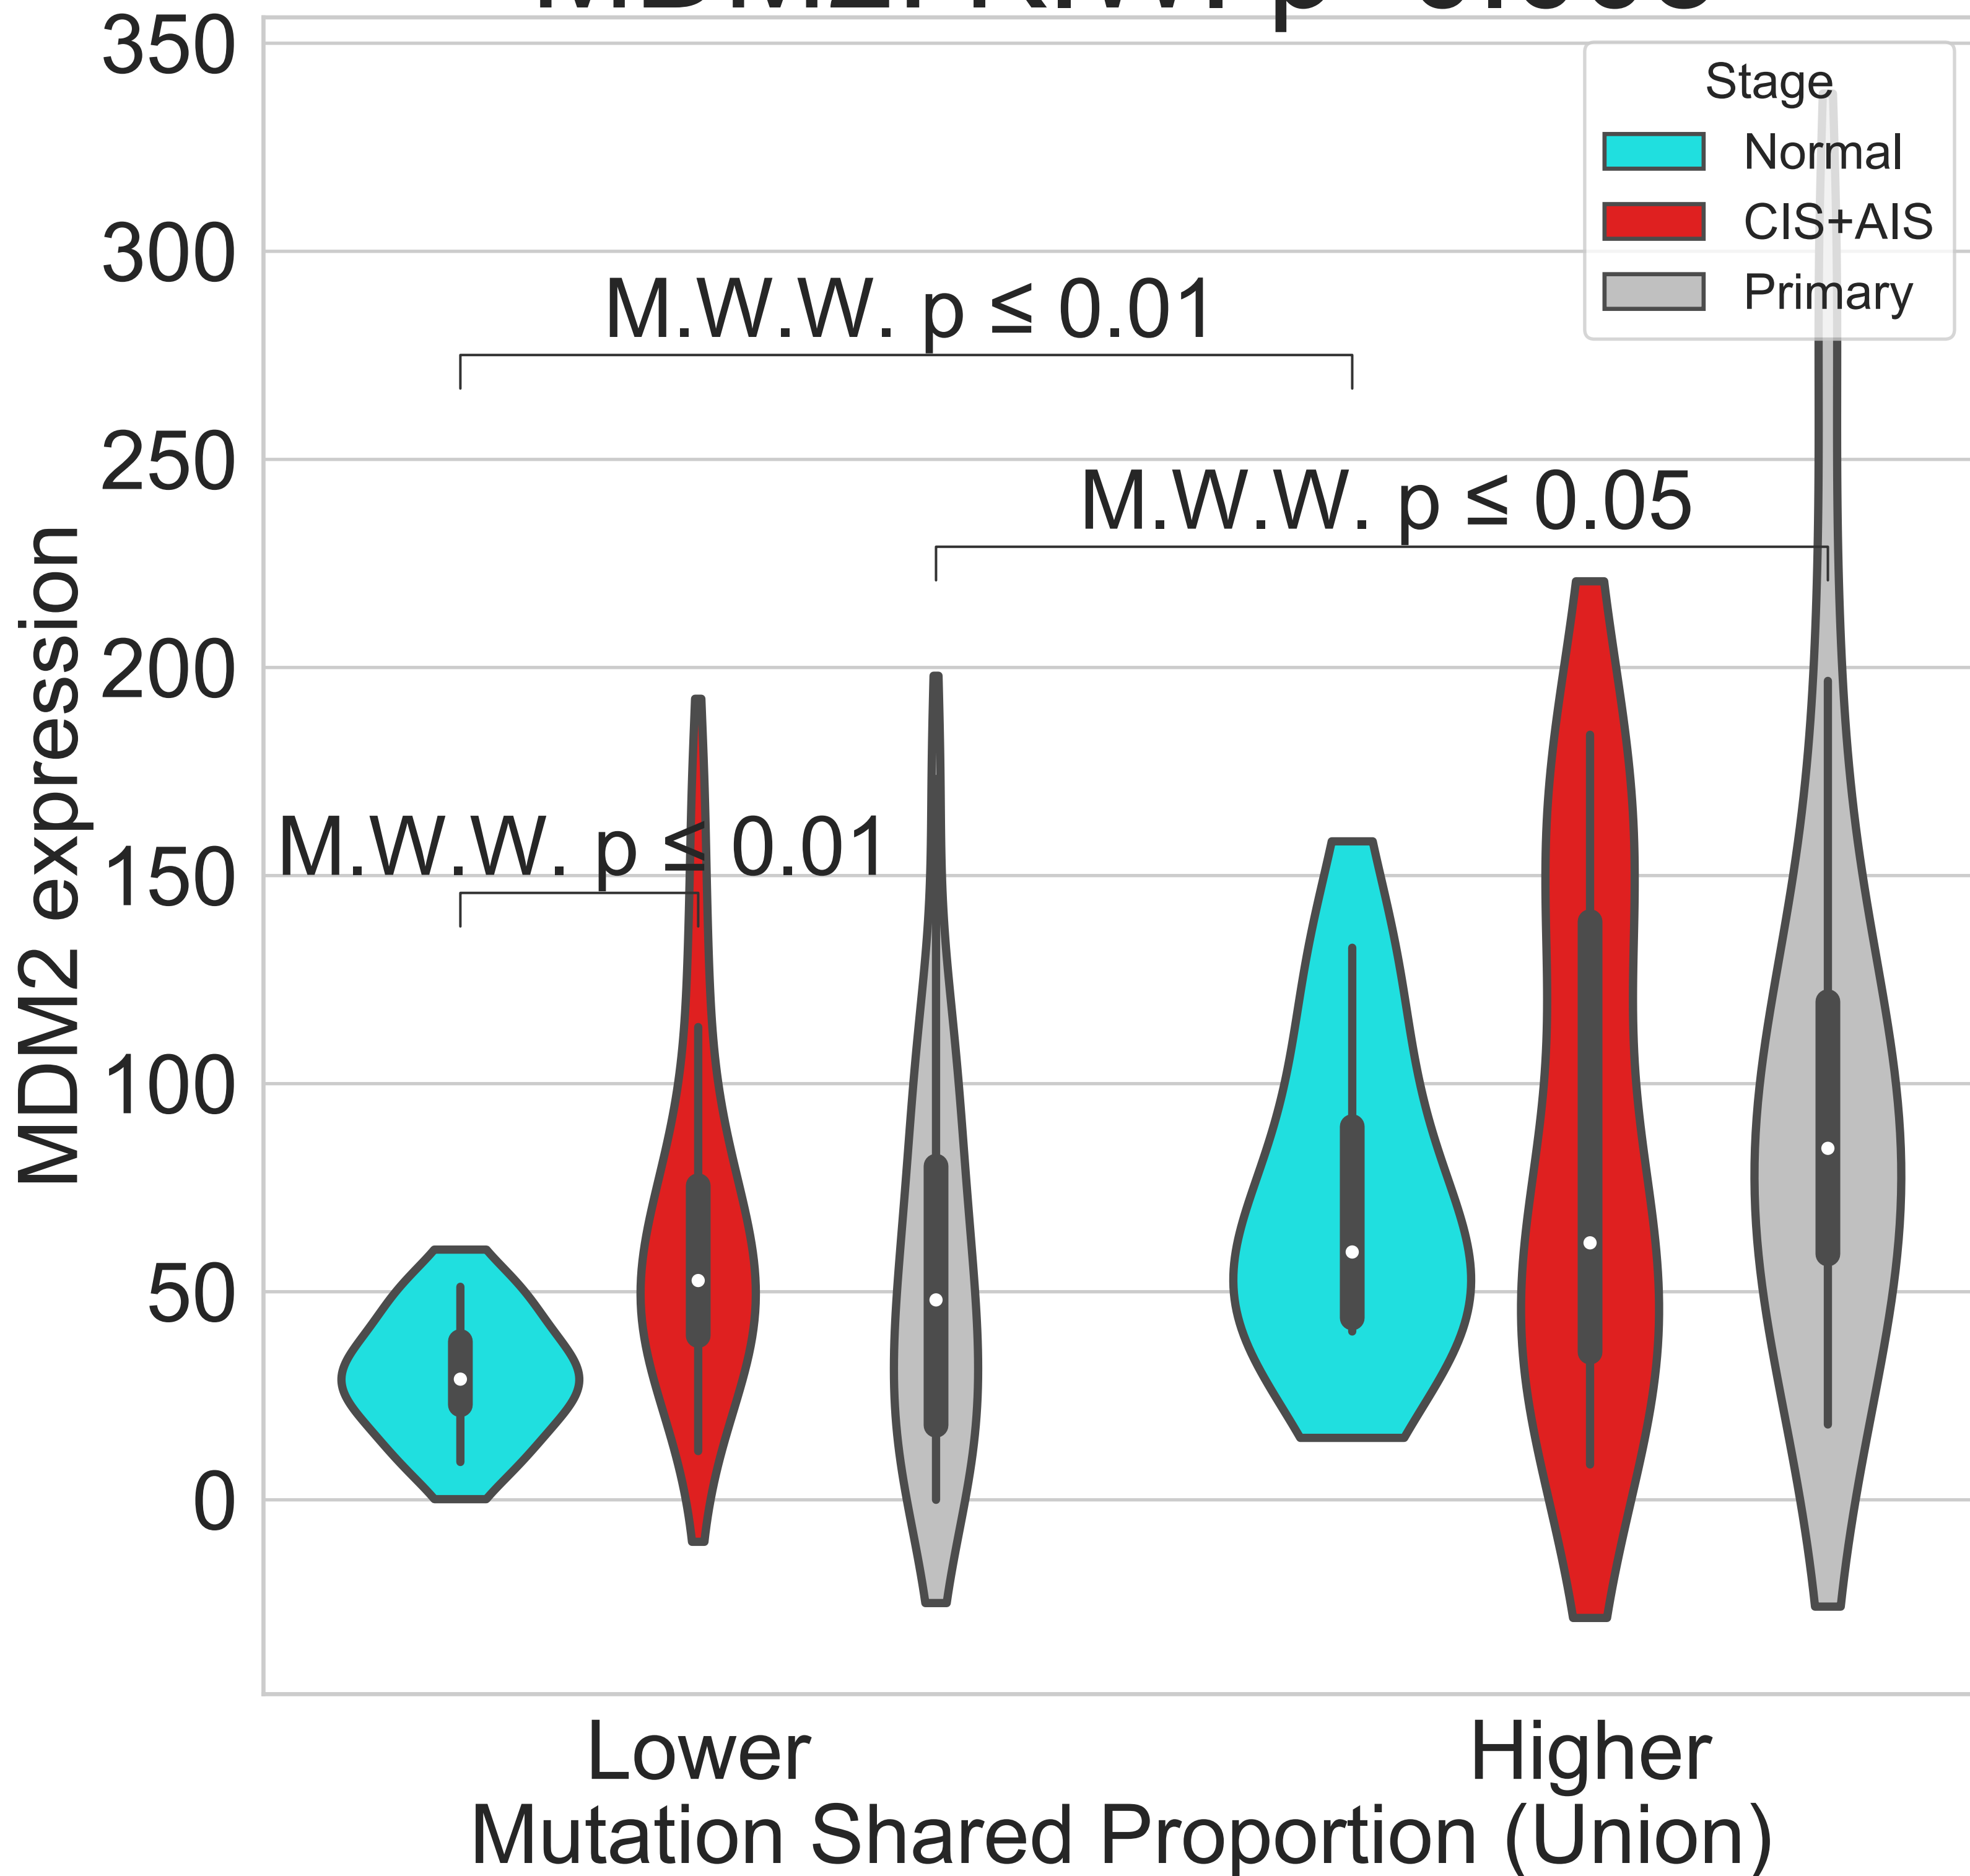 350
300
250
200
150
100
50
0
MDM2 expression
Stage
Normal
CIS+AIS
Primary
M.W.W. p ≤ 0.01
M.W.W. p ≤ 0.05
M.W.W. p ≤ 0.01
Lower
Higher
Mutation Shared Proportion (Union)